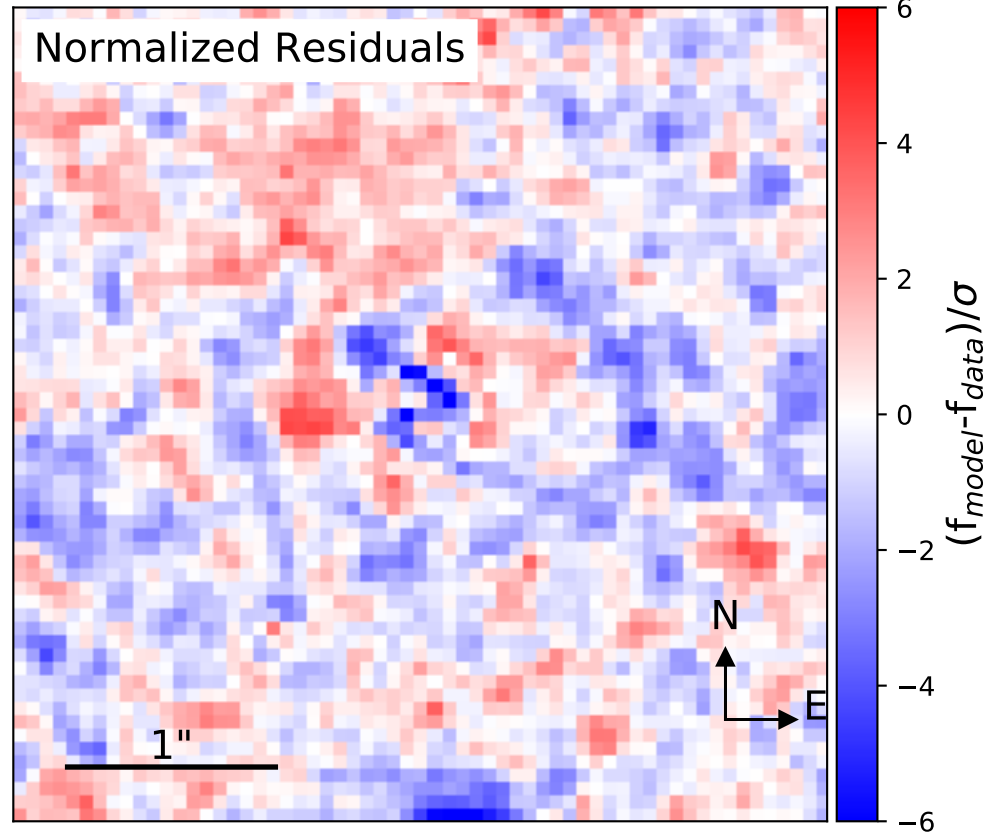 Normalized Residuals
6
4
2
0
−2
−4
−6
(f_model-f_data)/σ
N
E
1"